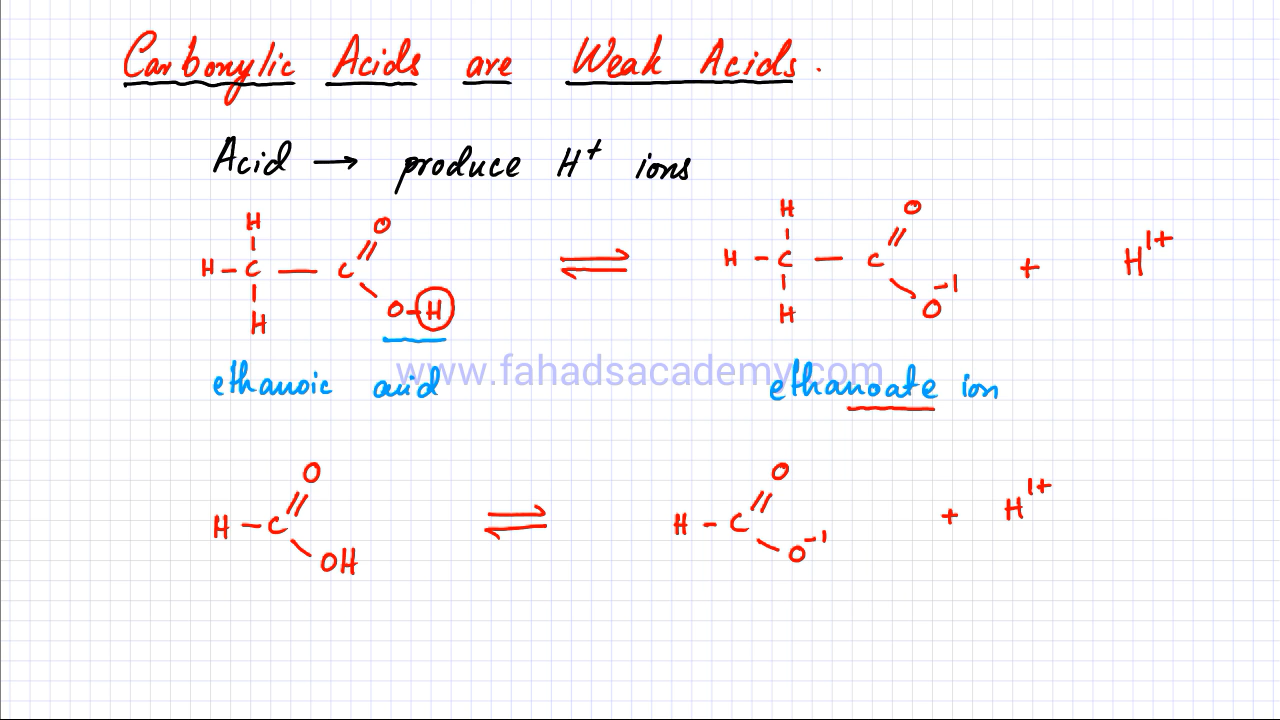 Carbonylic Acids are Weak Acids.
Acid → produce H⁺ ions
H
O
H – C — C
O–H
H
⇌
H
O
H – C — C
O⁻¹
H
+ H¹⁺
www.fahadsacademy.com
ethanoic acid
ethanoate ion
O
H – C
OH
⇌
O
H – C
O⁻¹
+ H¹⁺